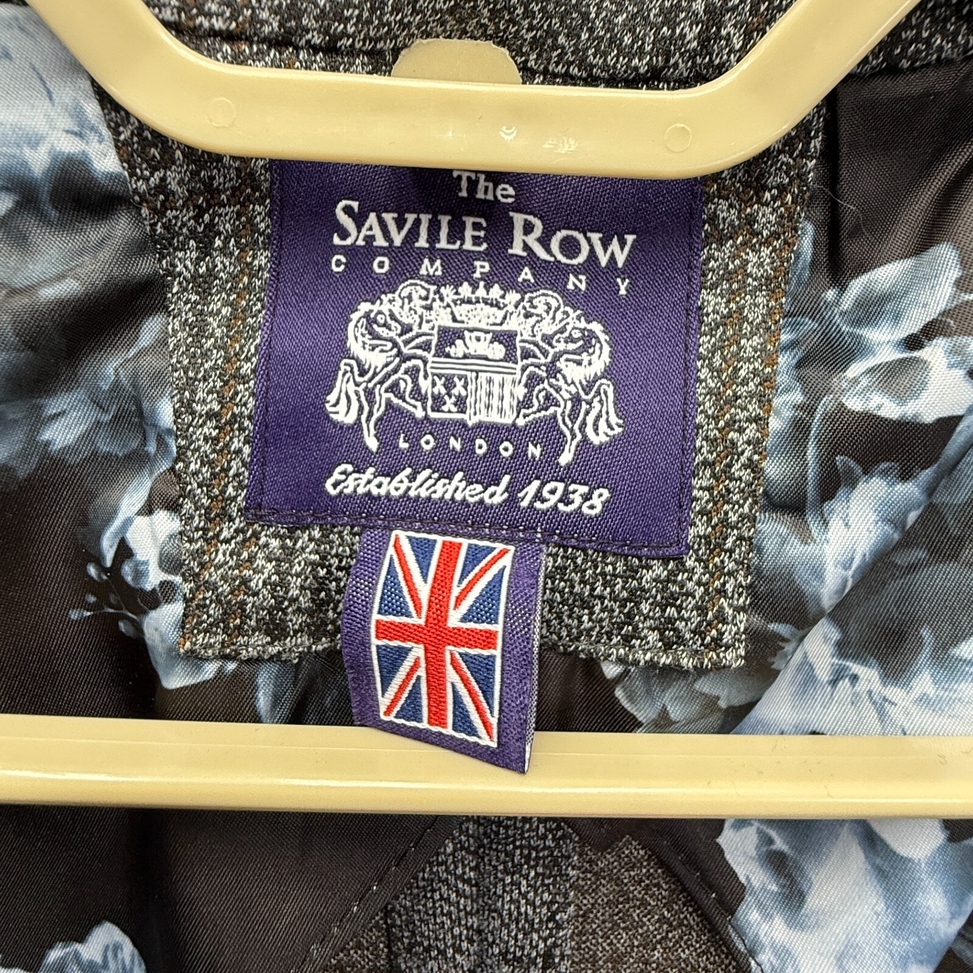 The
SAVILE ROW
COMPANY
LONDON
Established 1938